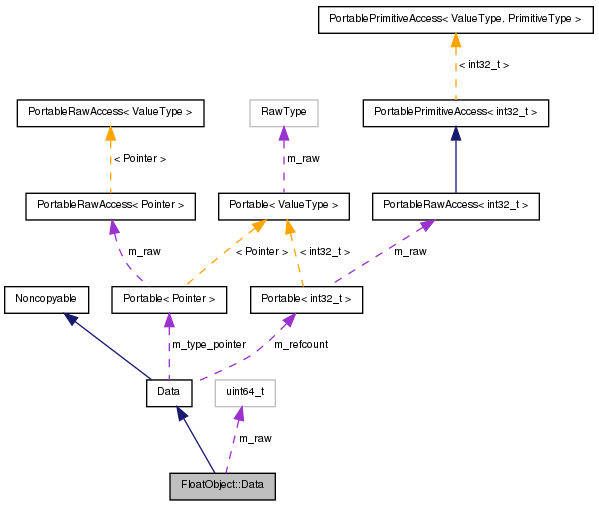 PortablePrimitiveAccess< ValueType, PrimitiveType >
< int32_t >
PortableRawAccess< ValueType >
RawType
PortablePrimitiveAccess< int32_t >
< Pointer >
m_raw
PortableRawAccess< Pointer >
Portable< ValueType >
PortableRawAccess< int32_t >
m_raw
< Pointer >
< int32_t >
m_raw
Noncopyable
Portable< Pointer >
Portable< int32_t >
m_type_pointer
m_refcount
Data
uint64_t
m_raw
FloatObject::Data